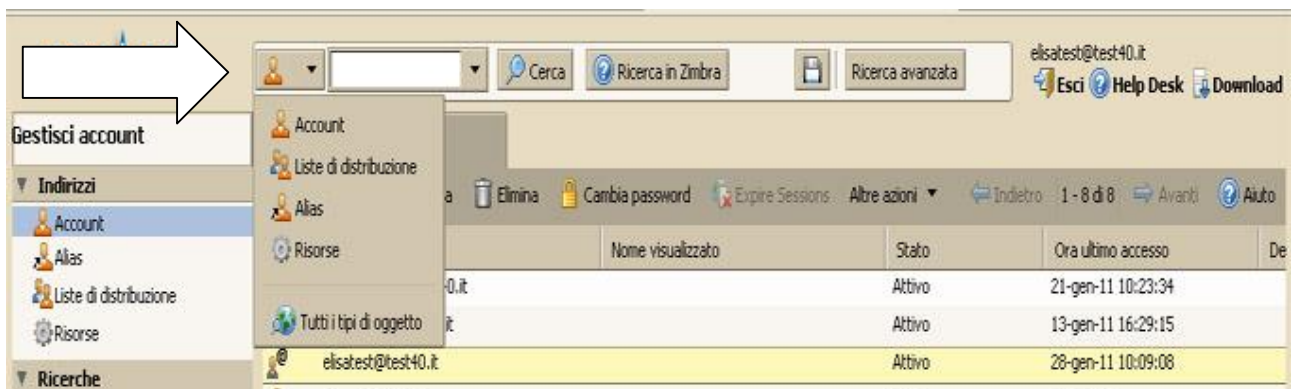 elisatest@test40.it
Cerca Ricerca in Zimbra Ricerca avanzata Esci Help Desk Download
Gestisci account
Account
Liste di distribuzione
Alias
Risorse
Tutti i tipi di oggetto
Indirizzi
Account
Alias
Liste di distribuzione
Risorse
Ricerche
a Elimina Cambia password Expire Sessions Altre azioni Indietro 1 - 8 di 8 Avanti Aiuto
Nome visualizzato Stato Ora ultimo accesso De
0.it Attivo 21-gen-11 10:23:34
it Attivo 13-gen-11 16:29:15
elisatest@test40.it Attivo 28-gen-11 10:09:08